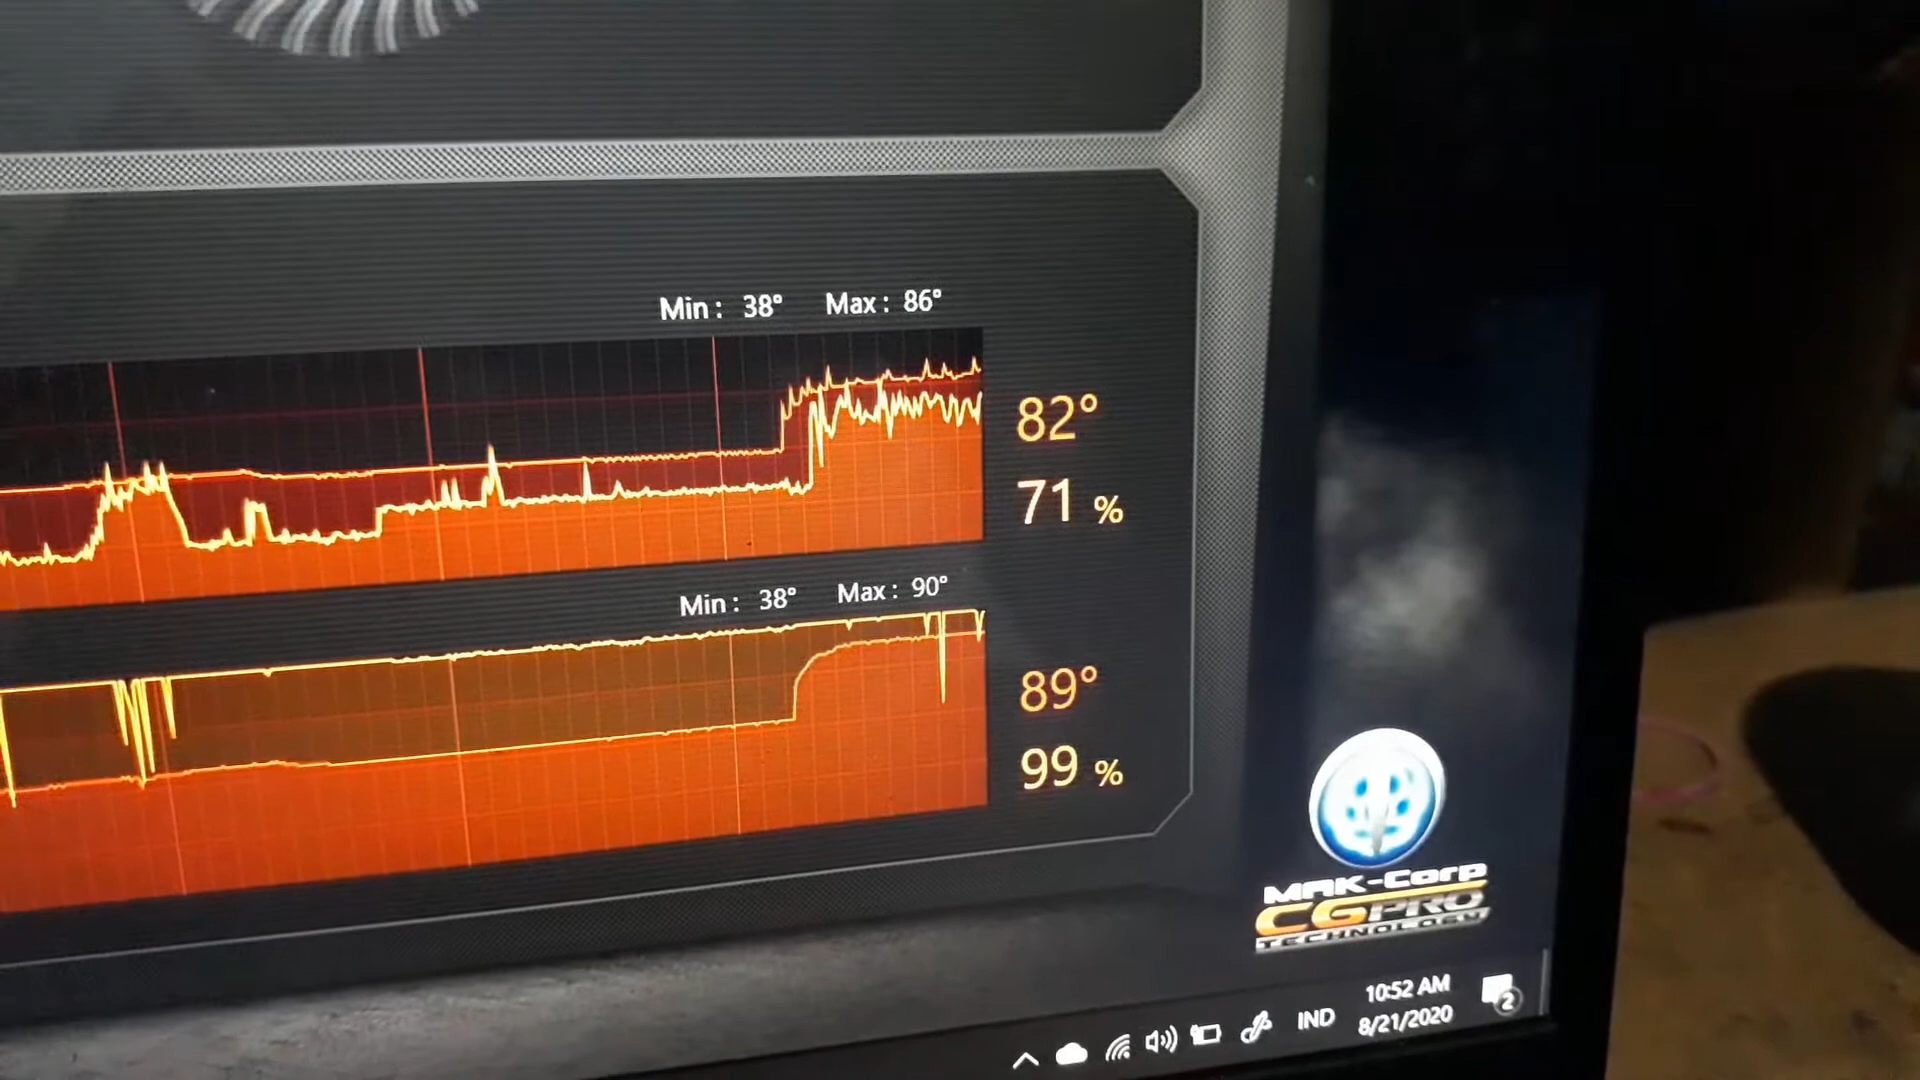 Min : 38° Max : 86°
82°
71 %
Min : 38° Max : 90°
89°
99 %
MAK-Corp
CGPRO
TECHNOLOGY
10:52 AM
IND
8/21/2020
2